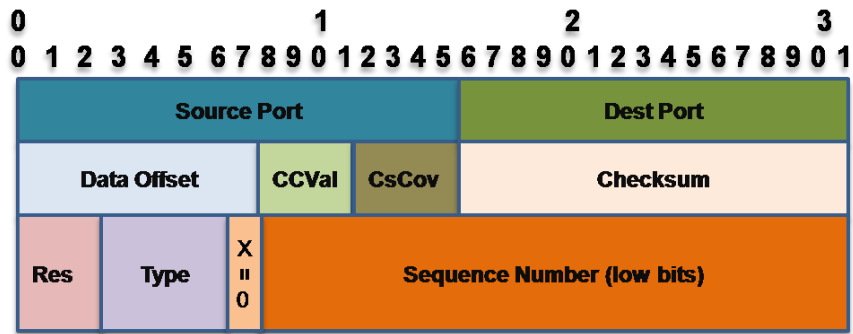 0 1 2 3
0 1 2 3 4 5 6 7 8 9 0 1 2 3 4 5 6 7 8 9 0 1 2 3 4 5 6 7 8 9 0 1
Source Port Dest Port
Data Offset CCVal CsCov Checksum
Res Type X=0 Sequence Number (low bits)